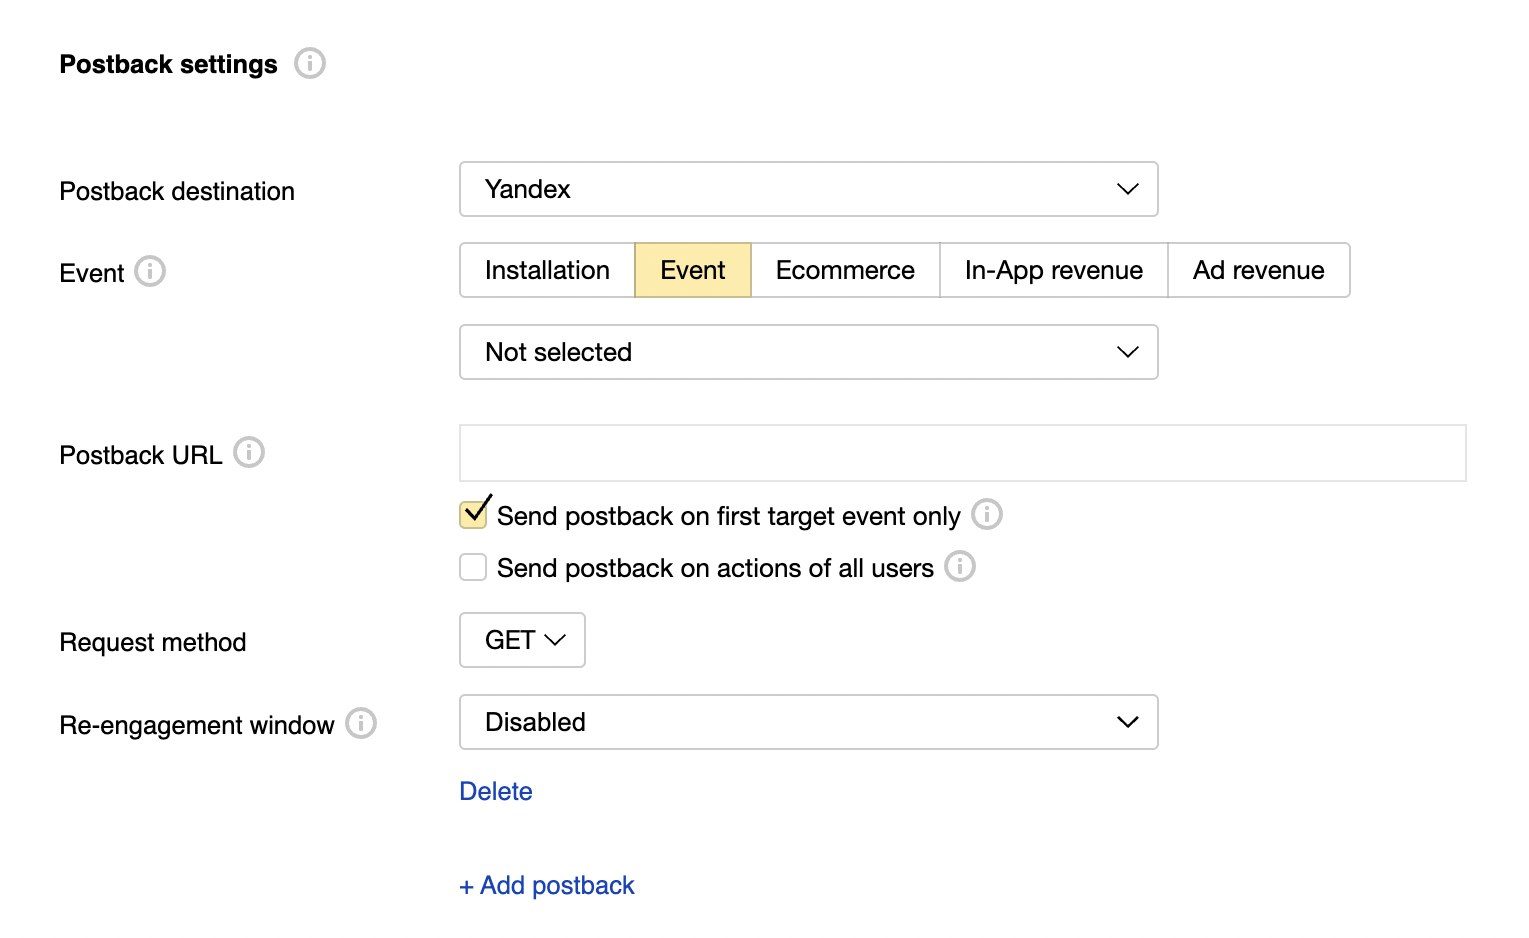 Postback settings
Postback destination
Yandex
Event
Installation Event Ecommerce In-App revenue Ad revenue
Not selected
Postback URL
Send postback on first target event only
Send postback on actions of all users
Request method
GET
Re-engagement window
Disabled
Delete
+ Add postback